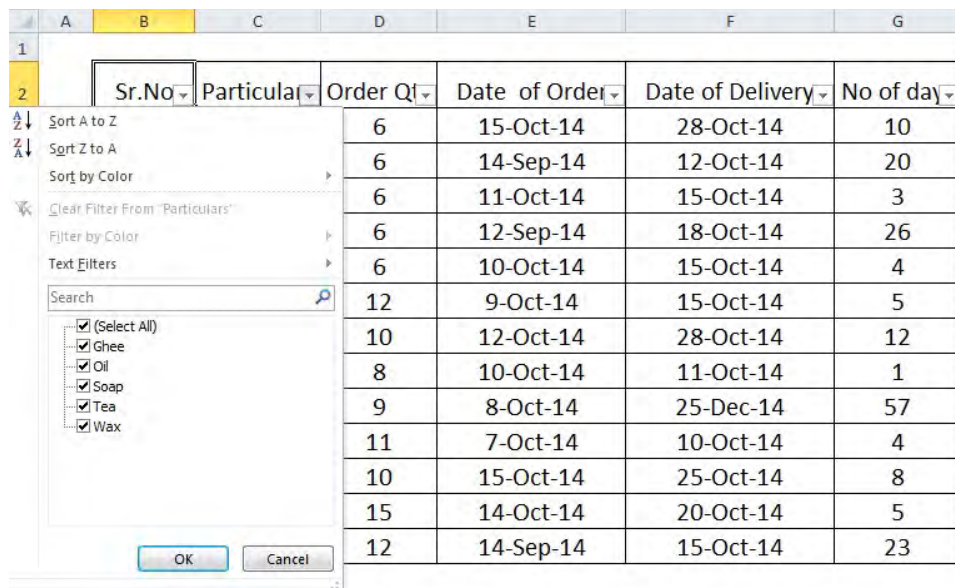 A B C D E F G
1
2 Sr.No Particular Order Qt Date of Order Date of Delivery No of day
Sort A to Z
Sort Z to A
Sort by Color
Clear Filter From "Particulars"
Filter by Color
Text Filters
Search
(Select All)
Ghee
Oil
Soap
Tea
Wax
OK Cancel
6 15-Oct-14 28-Oct-14 10
6 14-Sep-14 12-Oct-14 20
6 11-Oct-14 15-Oct-14 3
6 12-Sep-14 18-Oct-14 26
6 10-Oct-14 15-Oct-14 4
12 9-Oct-14 15-Oct-14 5
10 12-Oct-14 28-Oct-14 12
8 10-Oct-14 11-Oct-14 1
9 8-Oct-14 25-Dec-14 57
11 7-Oct-14 10-Oct-14 4
10 15-Oct-14 25-Oct-14 8
15 14-Oct-14 20-Oct-14 5
12 14-Sep-14 15-Oct-14 23